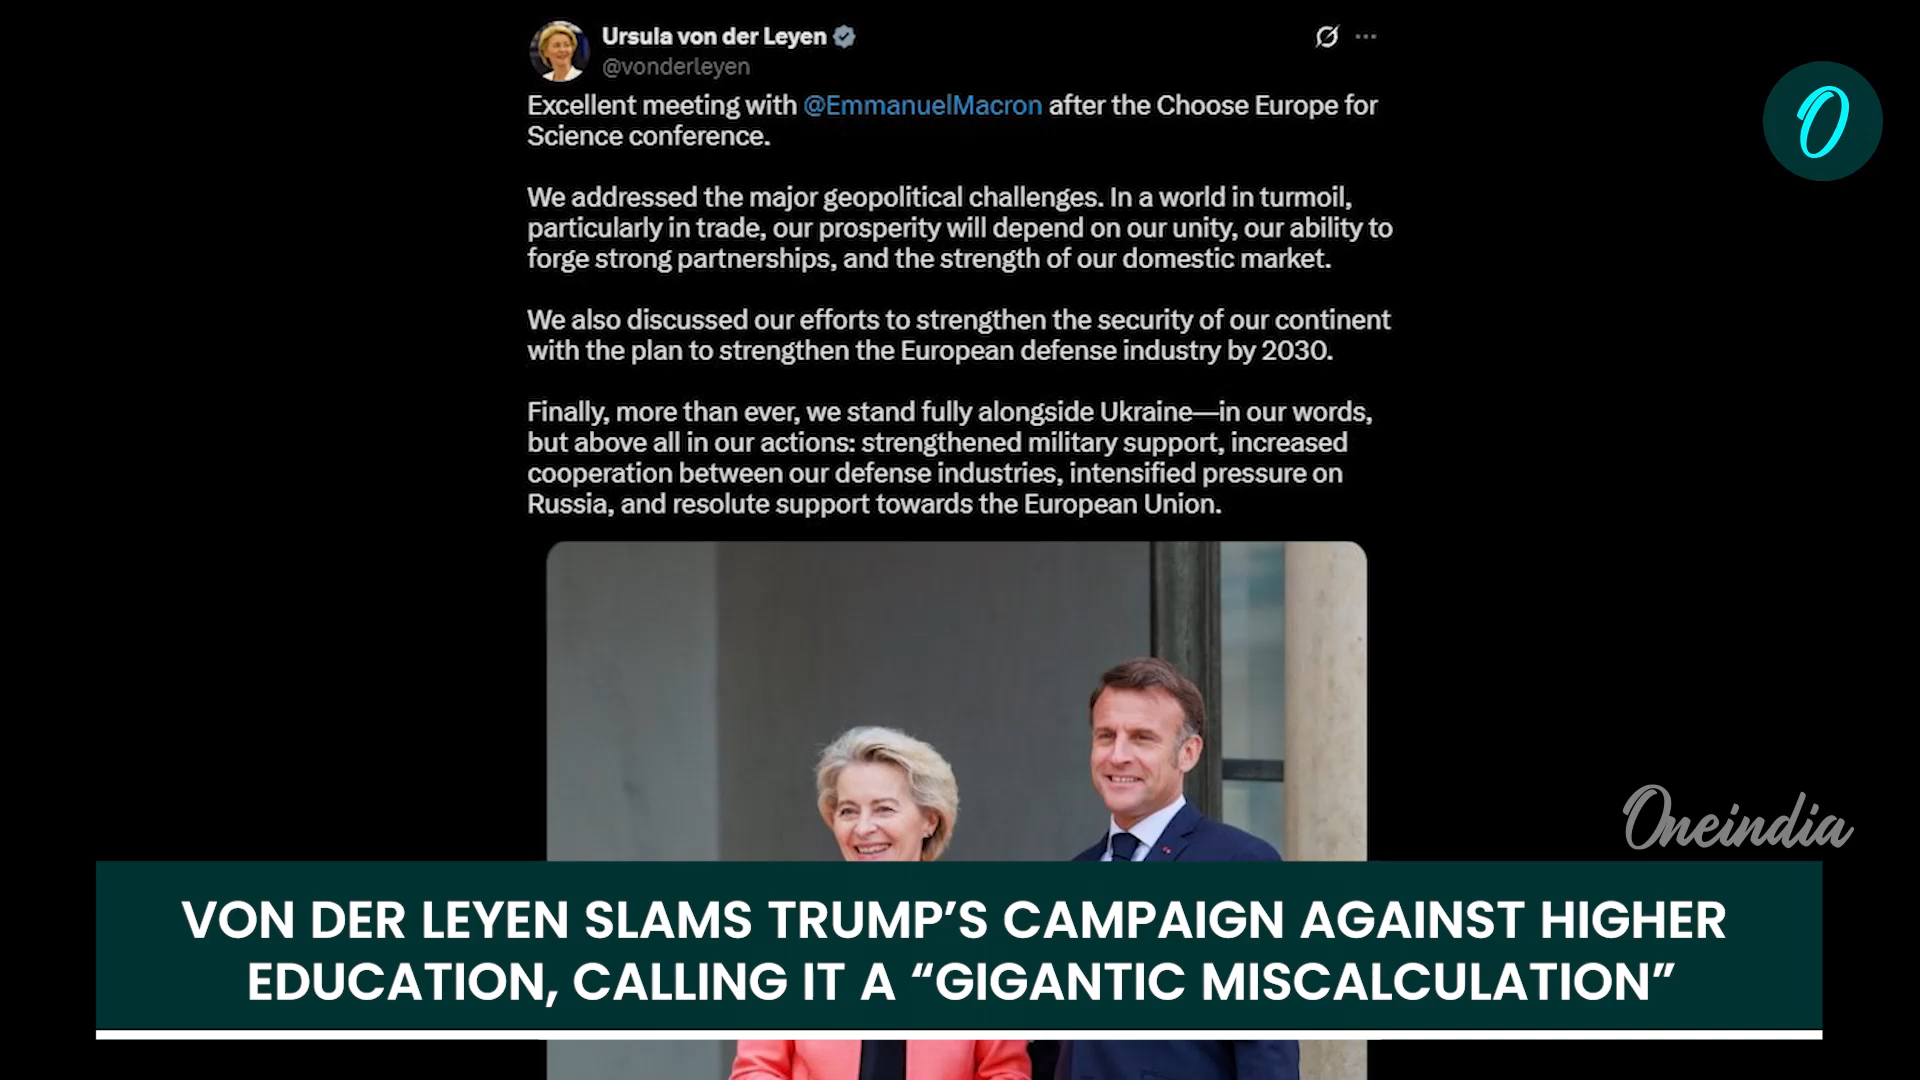 Ursula von der Leyen
@vonderleyen
Excellent meeting with @EmmanuelMacron after the Choose Europe for
Science conference.
We addressed the major geopolitical challenges. In a world in turmoil,
particularly in trade, our prosperity will depend on our unity, our ability to
forge strong partnerships, and the strength of our domestic market.
We also discussed our efforts to strengthen the security of our continent
with the plan to strengthen the European defense industry by 2030.
Finally, more than ever, we stand fully alongside Ukraine—in our words,
but above all in our actions: strengthened military support, increased
cooperation between our defense industries, intensified pressure on
Russia, and resolute support towards the European Union.
O
Oneindia
VON DER LEYEN SLAMS TRUMP’S CAMPAIGN AGAINST HIGHER
EDUCATION, CALLING IT A “GIGANTIC MISCALCULATION”